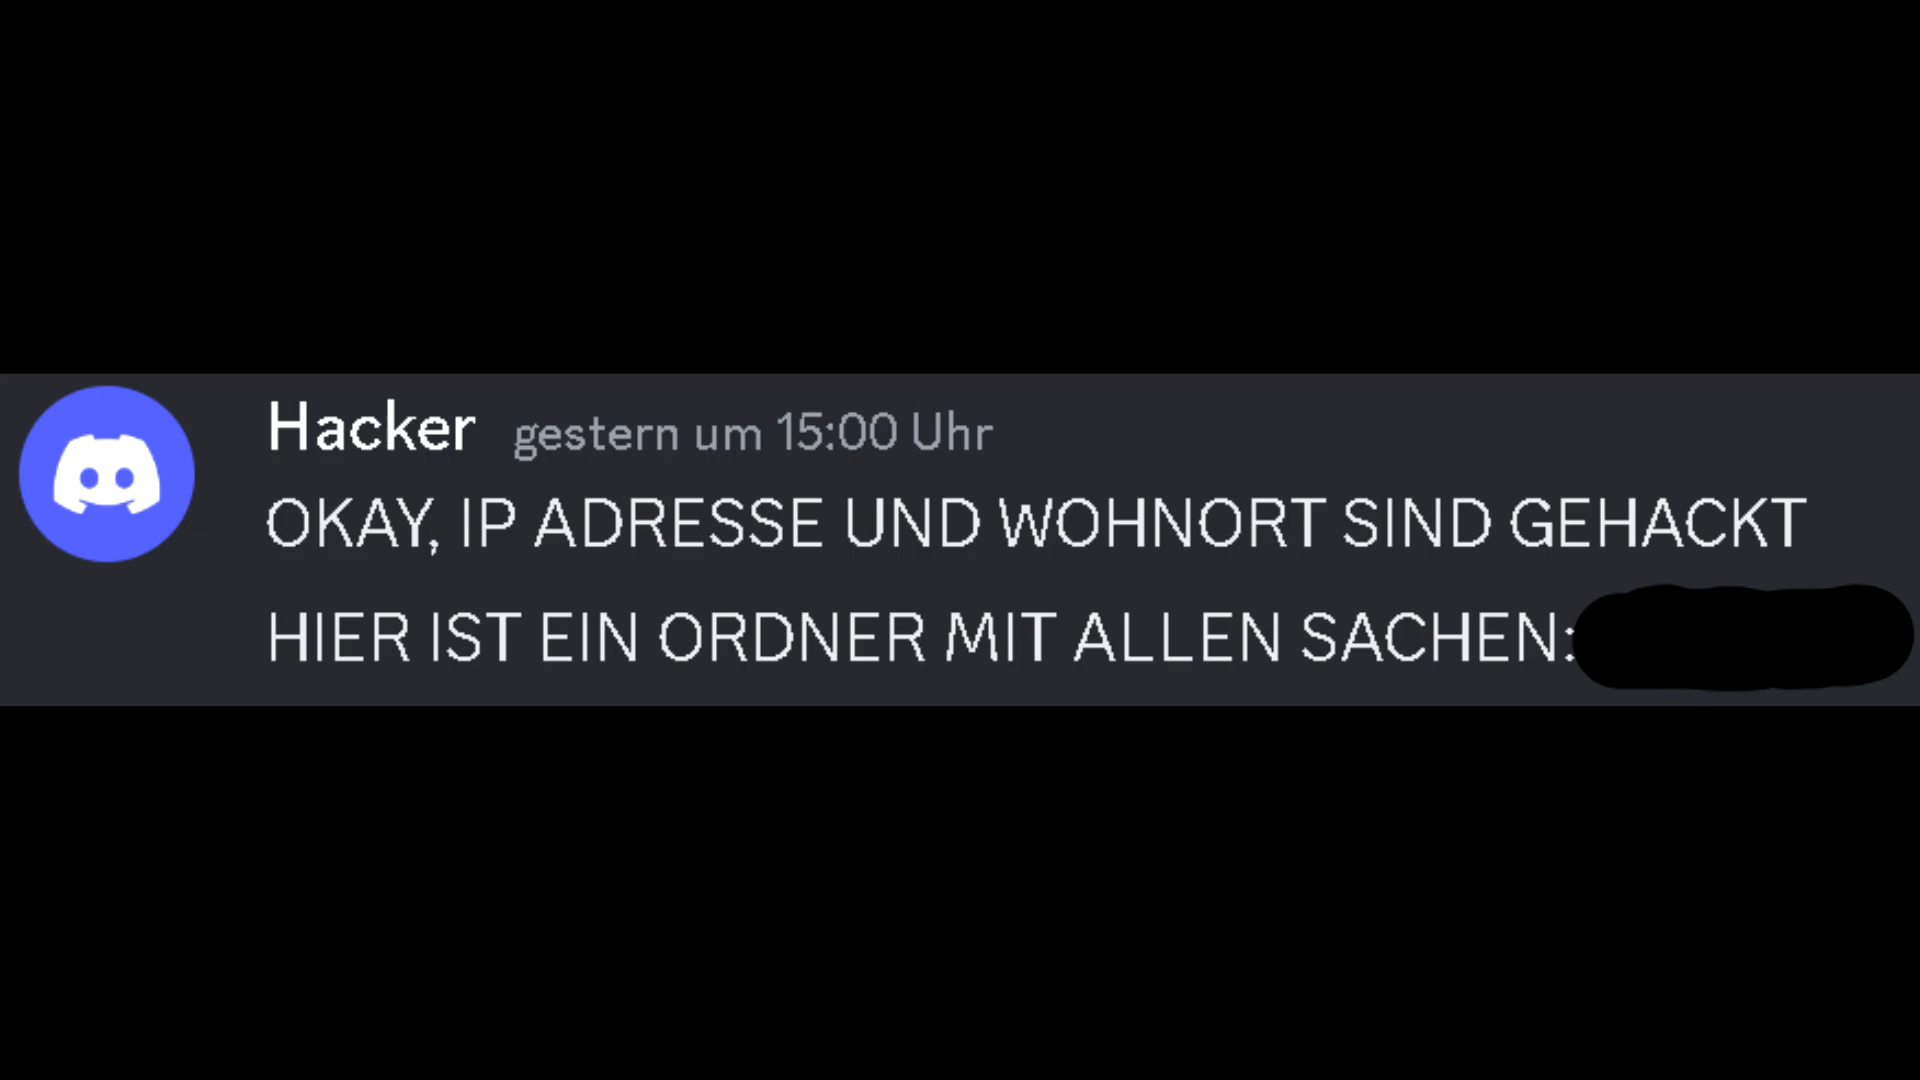 Hacker gestern um 15:00 Uhr
OKAY, IP ADRESSE UND WOHNORT SIND GEHACKT
HIER IST EIN ORDNER MIT ALLEN SACHEN: